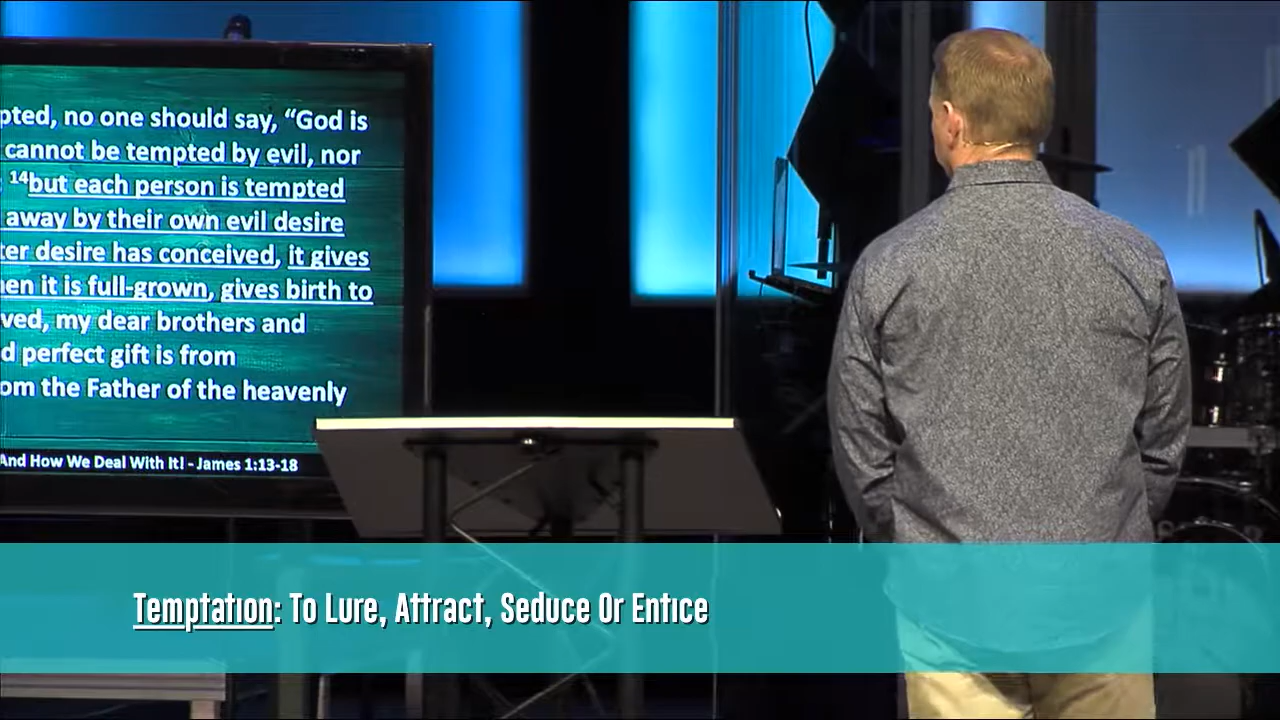 pted, no one should say, “God is
cannot be tempted by evil, nor
14but each person is tempted
away by their own evil desire
ter desire has conceived, it gives
en it is full-grown, gives birth to
ved, my dear brothers and
d perfect gift is from
om the Father of the heavenly
And How We Deal With It! - James 1:13-18
Temptation: To Lure, Attract, Seduce Or Entice